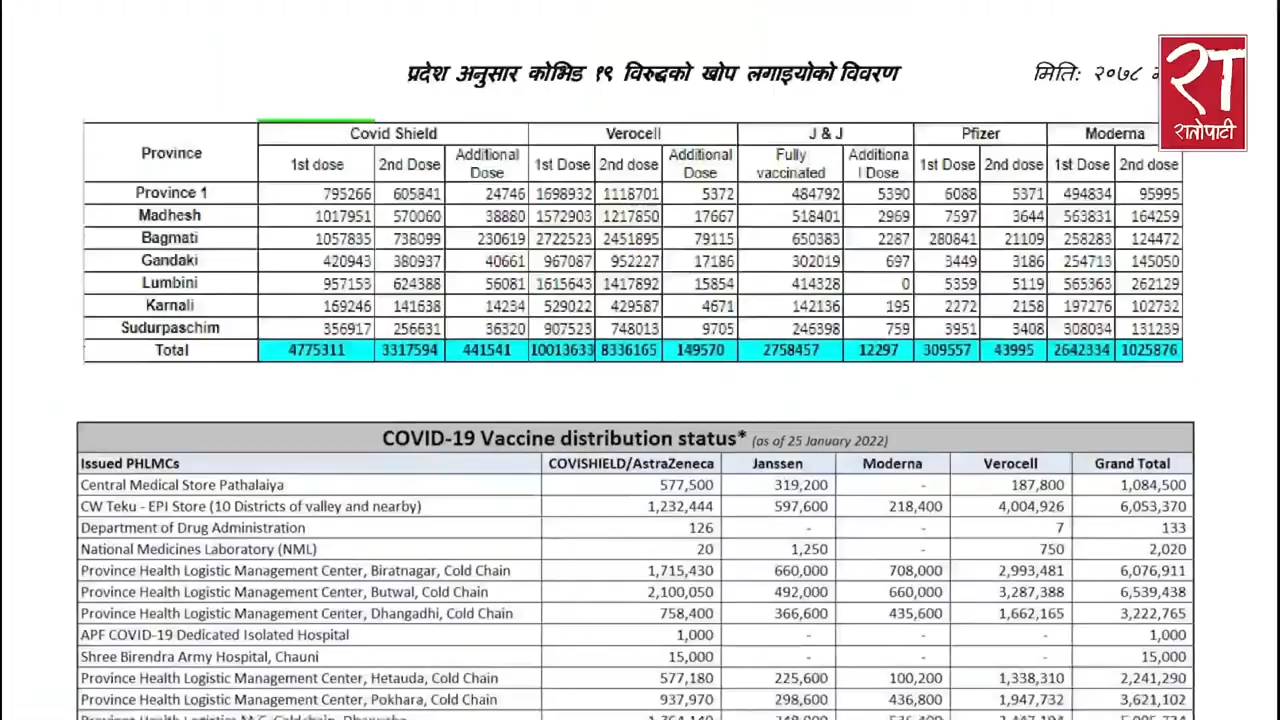 प्रदेश अनुसार कोभिड १९ विरुद्धको खोप लगाइयोको विवरण मिति: २०७८
रातोपाटी
Province Covid Shield Verocell J & J Pfizer Moderna
1st dose 2nd Dose Additional Dose 1st Dose 2nd dose Additional Dose Fully vaccinated Additional Dose 1st Dose 2nd dose 1st Dose 2nd dose
Province 1 795266 605841 24746 1698932 1118701 5372 484792 5390 6088 5371 494834 95995
Madhesh 1017951 570060 38880 1572903 1217850 17667 518401 2969 7597 3644 563831 164259
Bagmati 1057835 738099 230619 2722523 2451895 79115 650383 2287 280841 21109 258283 124472
Gandaki 420943 380937 40661 967087 952227 17186 302019 697 3449 3186 254713 145050
Lumbini 957153 624388 56081 1615643 1417892 15854 414328 0 5359 5119 565363 262129
Karnali 169246 141638 14234 529022 429587 4671 142136 195 2272 2158 197276 102732
Sudurpaschim 356917 256631 36320 907523 748013 9705 246398 759 3951 3408 308034 131239
Total 4775311 3317594 441541 10013633 8336165 149570 2758457 12297 309557 43995 2642334 1025876
COVID-19 Vaccine distribution status* (as of 25 January 2022)
Issued PHLMCs COVISHIELD/AstraZeneca Janssen Moderna Verocell Grand Total
Central Medical Store Pathalaiya 577,500 319,200 - 187,800 1,084,500
CW Teku - EPI Store (10 Districts of valley and nearby) 1,232,444 597,600 218,400 4,004,926 6,053,370
Department of Drug Administration 126 - - 7 133
National Medicines Laboratory (NML) 20 1,250 - 750 2,020
Province Health Logistic Management Center, Biratnagar, Cold Chain 1,715,430 660,000 708,000 2,993,481 6,076,911
Province Health Logistic Management Center, Butwal, Cold Chain 2,100,050 492,000 660,000 3,287,388 6,539,438
Province Health Logistic Management Center, Dhangadhi, Cold Chain 758,400 366,600 435,600 1,662,165 3,222,765
APF COVID-19 Dedicated Isolated Hospital 1,000 - - - 1,000
Shree Birendra Army Hospital, Chauni 15,000 - - - 15,000
Province Health Logistic Management Center, Hetauda, Cold Chain 577,180 225,600 100,200 1,338,310 2,241,290
Province Health Logistic Management Center, Pokhara, Cold Chain 937,970 298,600 436,800 1,947,732 3,621,102